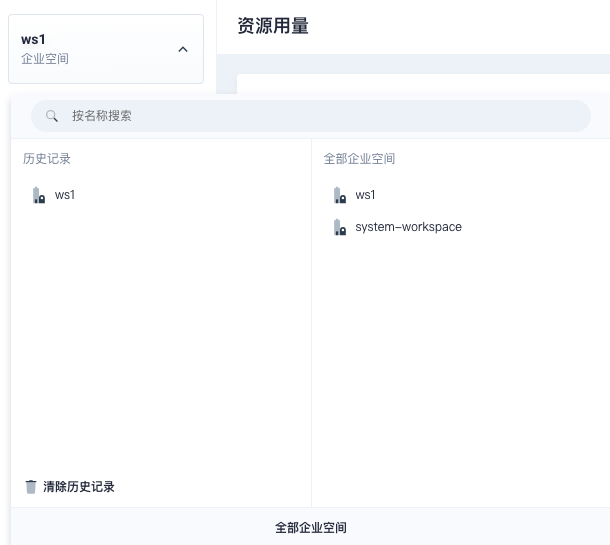 ws1
企业空间
资源用量
按名称搜索
历史记录
ws1
全部企业空间
ws1
system-workspace
清除历史记录
全部企业空间